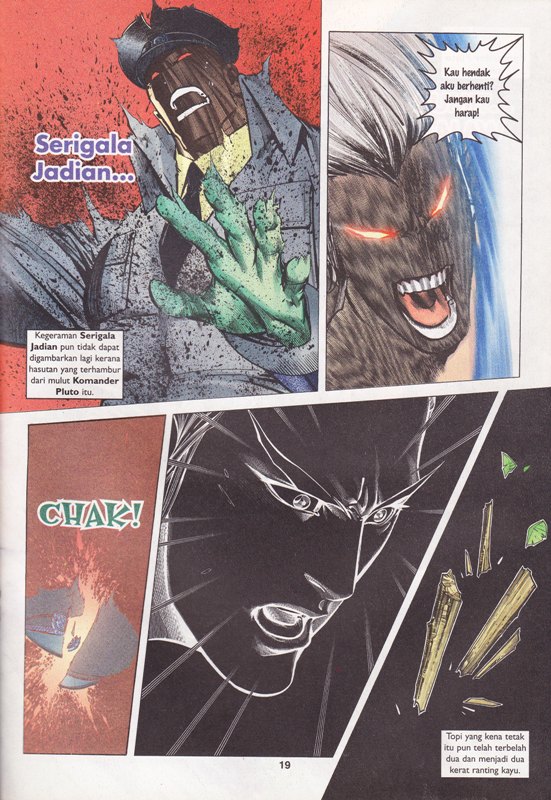 Serigala
Jadian...
Kau hendak
aku berhenti?
Jangan kau
harap!
Kegeraman Serigala
Jadian pun tidak dapat
digambarkan lagi kerana
hasutan yang terhambur
dari mulut Komander
Pluto itu.
CHAK!
Topi yang kena tetak
itu pun telah terbelah
dua dan menjadi dua
kerat ranting kayu.
19